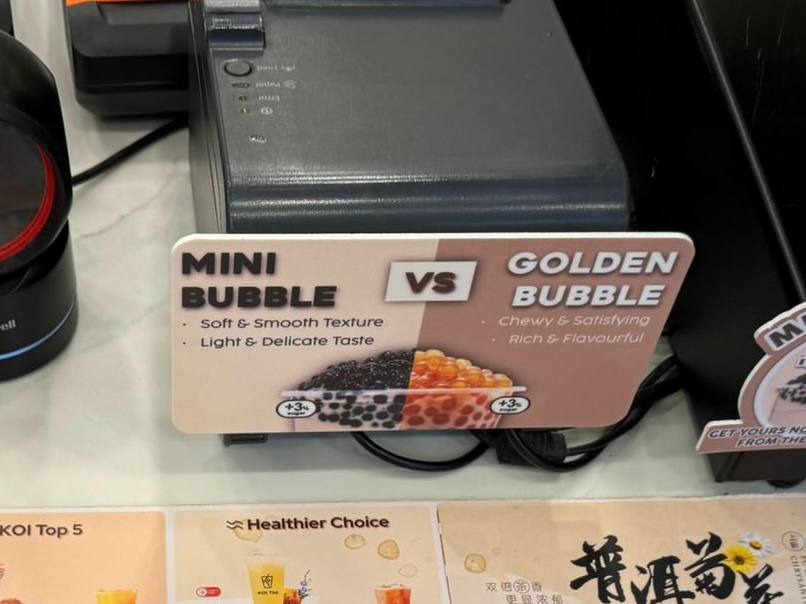 Feed
Paper
Error
ell
MINI
BUBBLE
· Soft & Smooth Texture
· Light & Delicate Taste
VS
GOLDEN
BUBBLE
· Chewy & Satisfying
· Rich & Flavourful
+3%
sugar
+3%
sugar
GET YOURS NO
FROM THE
KOI Top 5
Healthier Choice
KOI Thé
双倍茶香
更显浓郁
普洱菊